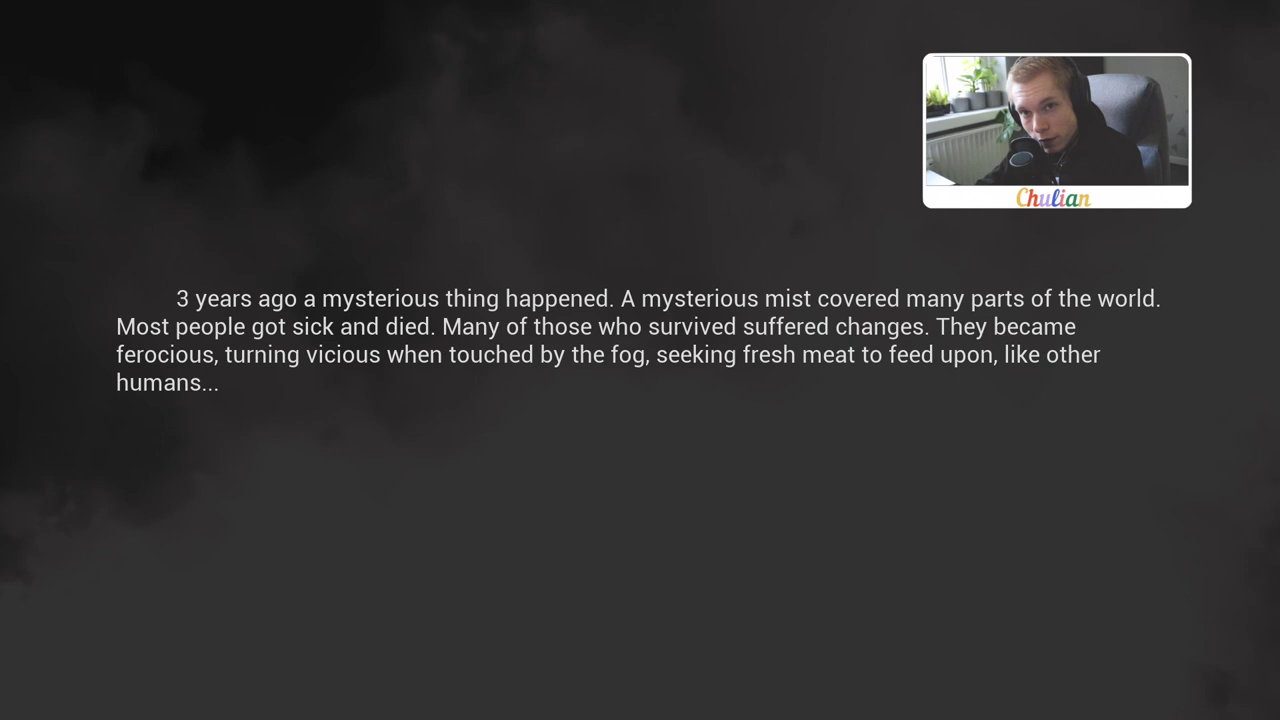 Chulian
3 years ago a mysterious thing happened. A mysterious mist covered many parts of the world.
Most people got sick and died. Many of those who survived suffered changes. They became
ferocious, turning vicious when touched by the fog, seeking fresh meat to feed upon, like other
humans...